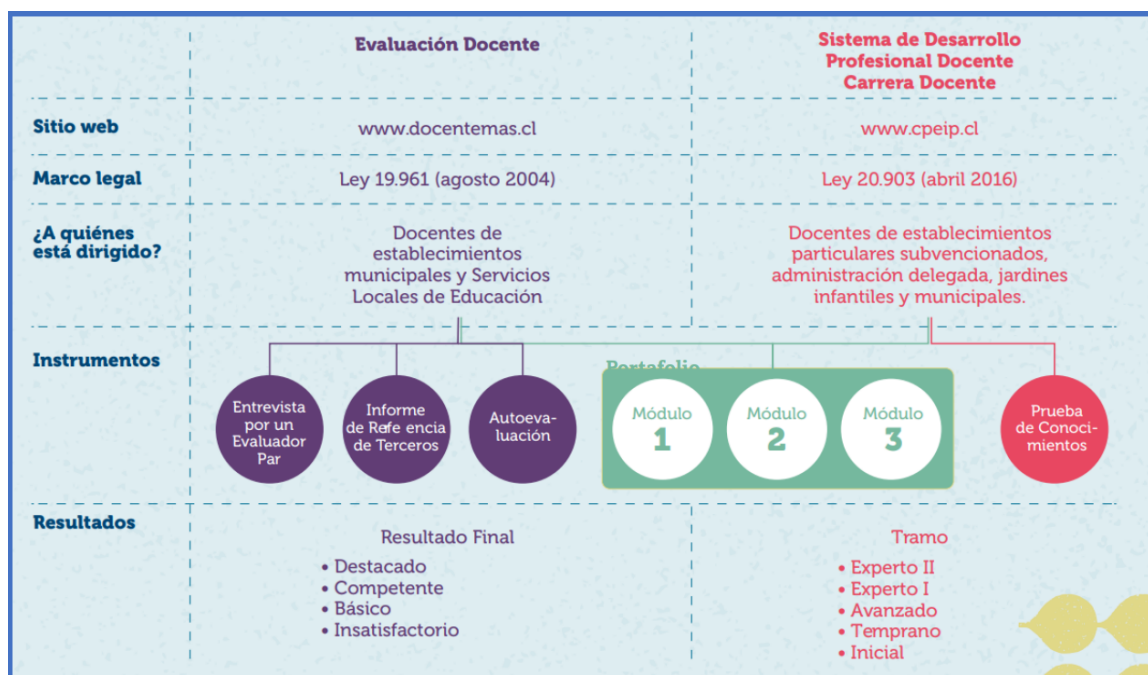 Evaluación Docente
Sistema de Desarrollo
Profesional Docente
Carrera Docente
Sitio web
www.docentemas.cl
www.cpeip.cl
Marco legal
Ley 19.961 (agosto 2004)
Ley 20.903 (abril 2016)
¿A quiénes
está dirigido?
Docentes de
establecimientos
municipales y Servicios
Locales de Educación
Docentes de establecimientos
particulares subvencionados,
administración delegada, jardines
infantiles y municipales.
Instrumentos
Entrevista
por un
Evaluador
Par
Informe
de Refe encia
de Terceros
Autoeva-
luación
Portafolio
Módulo
1
Módulo
2
Módulo
3
Prueba
de Conoci-
mientos
Resultados
Resultado Final
• Destacado
• Competente
• Básico
• Insatisfactorio
Tramo
• Experto II
• Experto I
• Avanzado
• Temprano
• Inicial